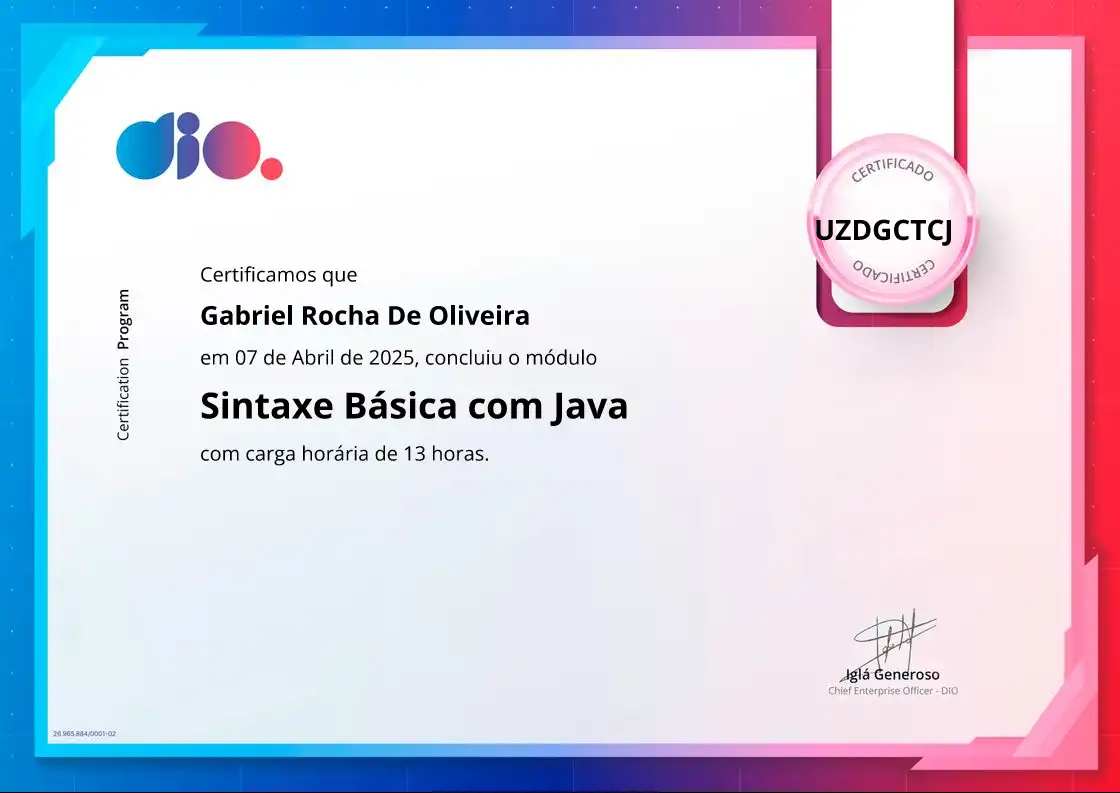 dio.
CERTIFICADO
UZDGCTCJ
CERTIFICADO
Certification Program
Certificamos que
Gabriel Rocha De Oliveira
em 07 de Abril de 2025, concluiu o módulo
Sintaxe Básica com Java
com carga horária de 13 horas.
Iglá Generoso
Chief Enterprise Officer - DIO
26.965.884/0001-02